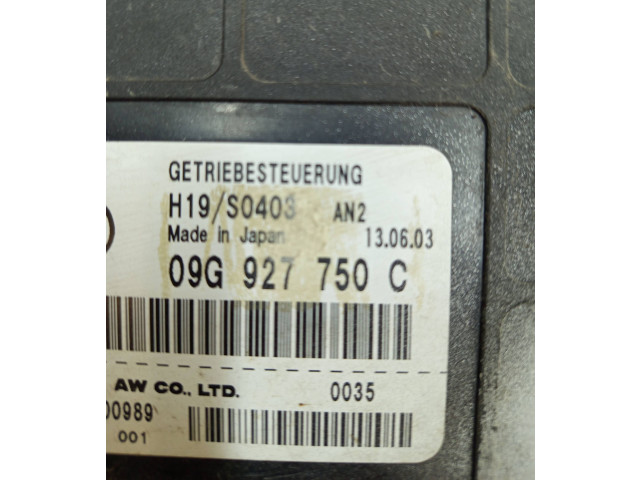 GETRIEBESTEUERUNG
H19/S0403 AN2
Made in Japan 13.06.03
09G 927 750 C
AW CO., LTD. 0035
00989
001